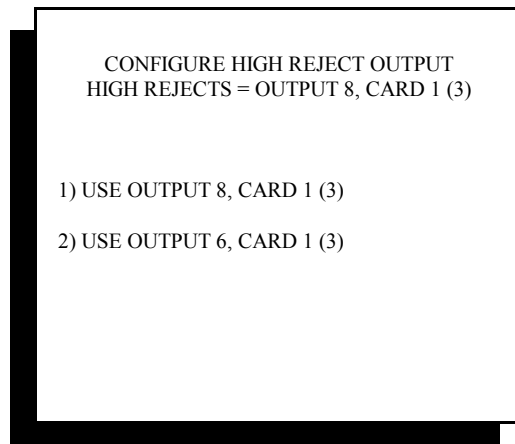 CONFIGURE HIGH REJECT OUTPUT
HIGH REJECTS = OUTPUT 8, CARD 1 (3)
1) USE OUTPUT 8, CARD 1 (3)
2) USE OUTPUT 6, CARD 1 (3)